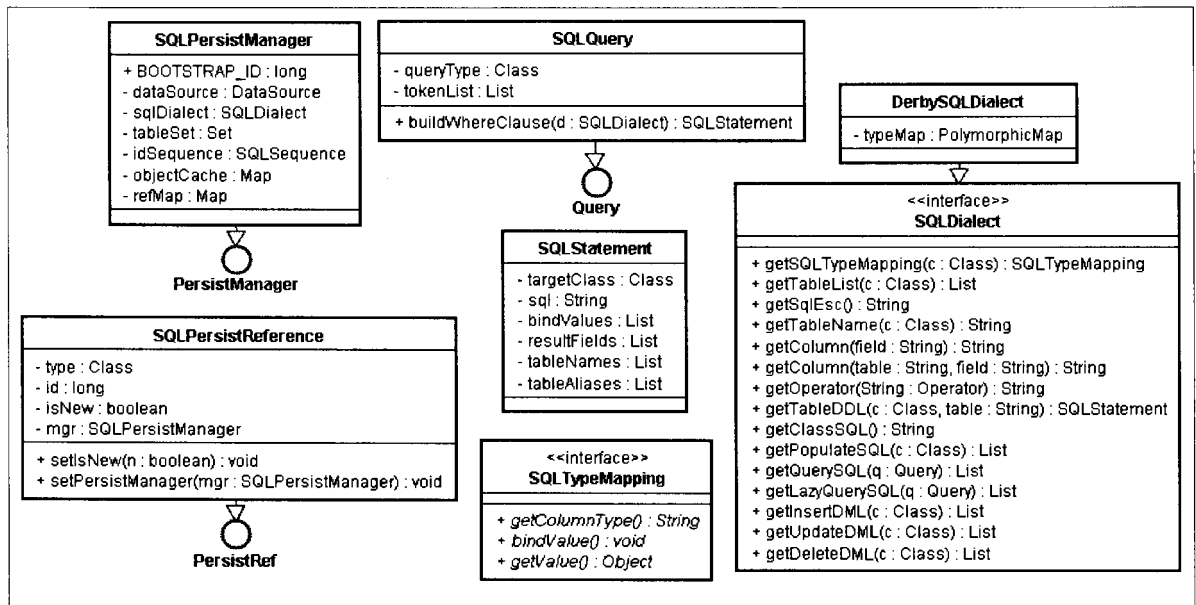 SQLPersistManager
+ BOOTSTRAP_ID : long
- dataSource : DataSource
- sqlDialect : SQLDialect
- tableSet : Set
- idSequence : SQLSequence
- objectCache : Map
- refMap : Map
PersistManager
SQLPersistReference
- type : Class
- id : long
- isNew : boolean
- mgr : SQLPersistManager
+ setIsNew(n : boolean) : void
+ setPersistManager(mgr : SQLPersistManager) : void
PersistRef
SQLQuery
- queryType : Class
- tokenList : List
+ buildWhereClause(d : SQLDialect) : SQLStatement
Query
SQLStatement
- targetClass : Class
- sql : String
- bindValues : List
- resultFields : List
- tableNames : List
- tableAliases : List
<<interface>>
SQLTypeMapping
+ getColumnType() : String
+ bindValue() : void
+ getValue() : Object
DerbySQLDialect
- typeMap : PolymorphicMap
<<interface>>
SQLDialect
+ getSQLTypeMapping(c : Class) : SQLTypeMapping
+ getTableList(c : Class) : List
+ getSqlEsc() : String
+ getTableName(c : Class) : String
+ getColumn(field : String) : String
+ getColumn(table : String, field : String) : String
+ getOperator(String : Operator) : String
+ getTableDDL(c : Class, table : String) : SQLStatement
+ getClassSQL() : String
+ getPopulateSQL(c : Class) : List
+ getQuerySQL(q : Query) : List
+ getLazyQuerySQL(q : Query) : List
+ getInsertDML(c : Class) : List
+ getUpdateDML(c : Class) : List
+ getDeleteDML(c : Class) : List